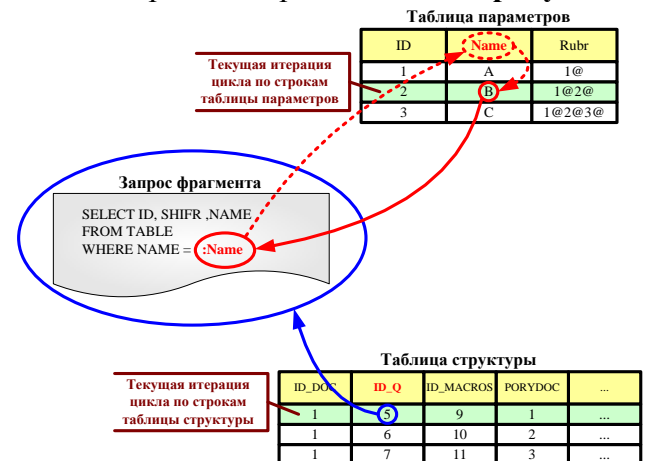 Таблица параметров
ID Name Rubr
1 A 1@
2 B 1@2@
3 C 1@2@3@
Текущая итерация
цикла по строкам
таблицы параметров
Запрос фрагмента
SELECT ID, SHIFR ,NAME
FROM TABLE
WHERE NAME = :Name
Таблица структуры
ID_DOC ID_Q ID_MACROS PORYDOC ...
1 5 9 1 ...
1 6 10 2 ...
1 7 11 3 ...
Текущая итерация
цикла по строкам
таблицы структуры